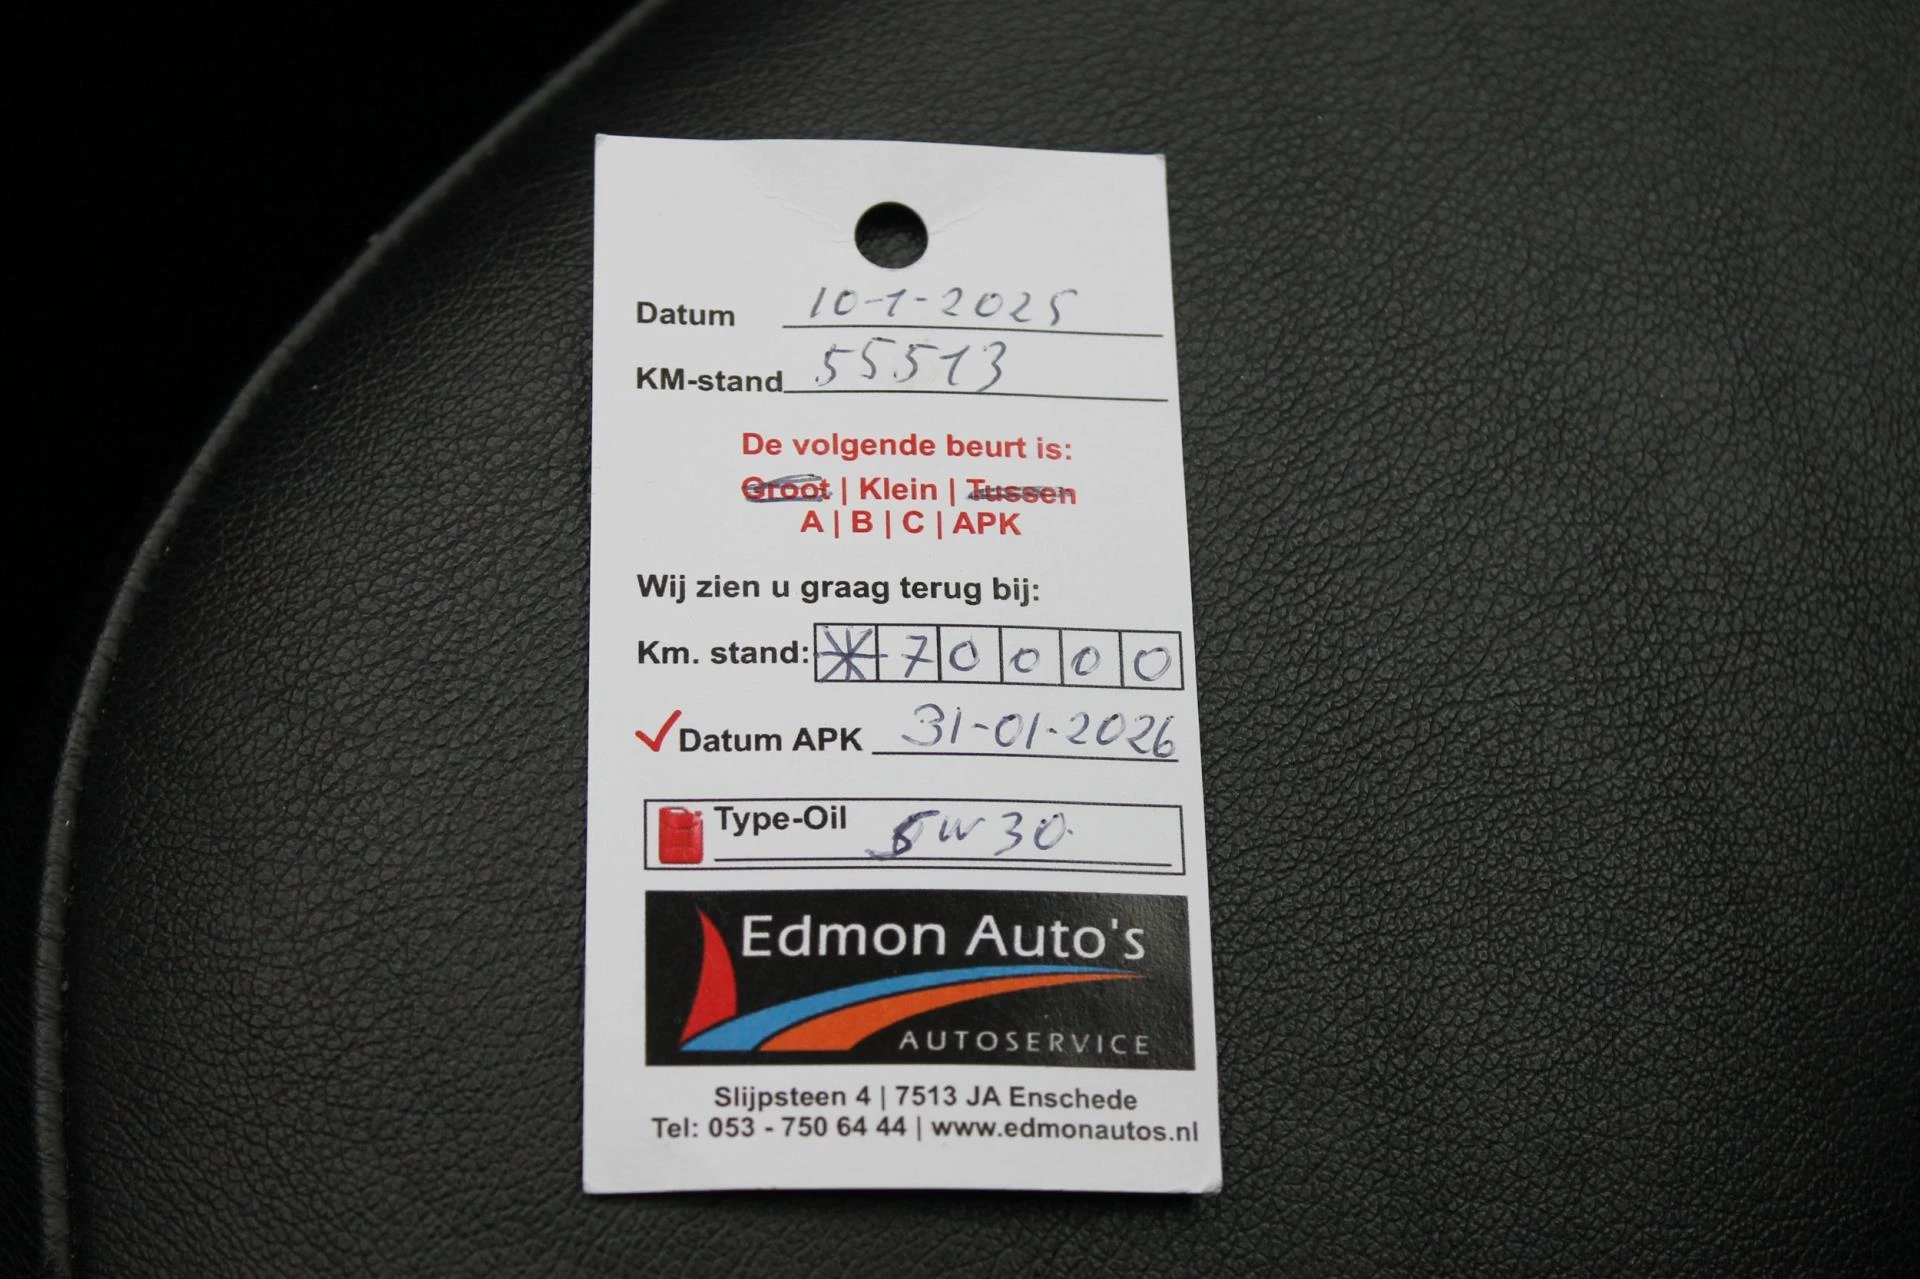 Datum 10-1-2025
KM-stand 55513
De volgende beurt is:
Groot | Klein | Tussen
A | B | C | APK
Wij zien u graag terug bij:
Km. stand: 70000
Datum APK 31-01-2026
Type-Oil 5W30
Edmon Auto's
AUTOSERVICE
Slijpsteen 4 | 7513 JA Enschede
Tel: 053 - 750 64 44 | www.edmonautos.nl